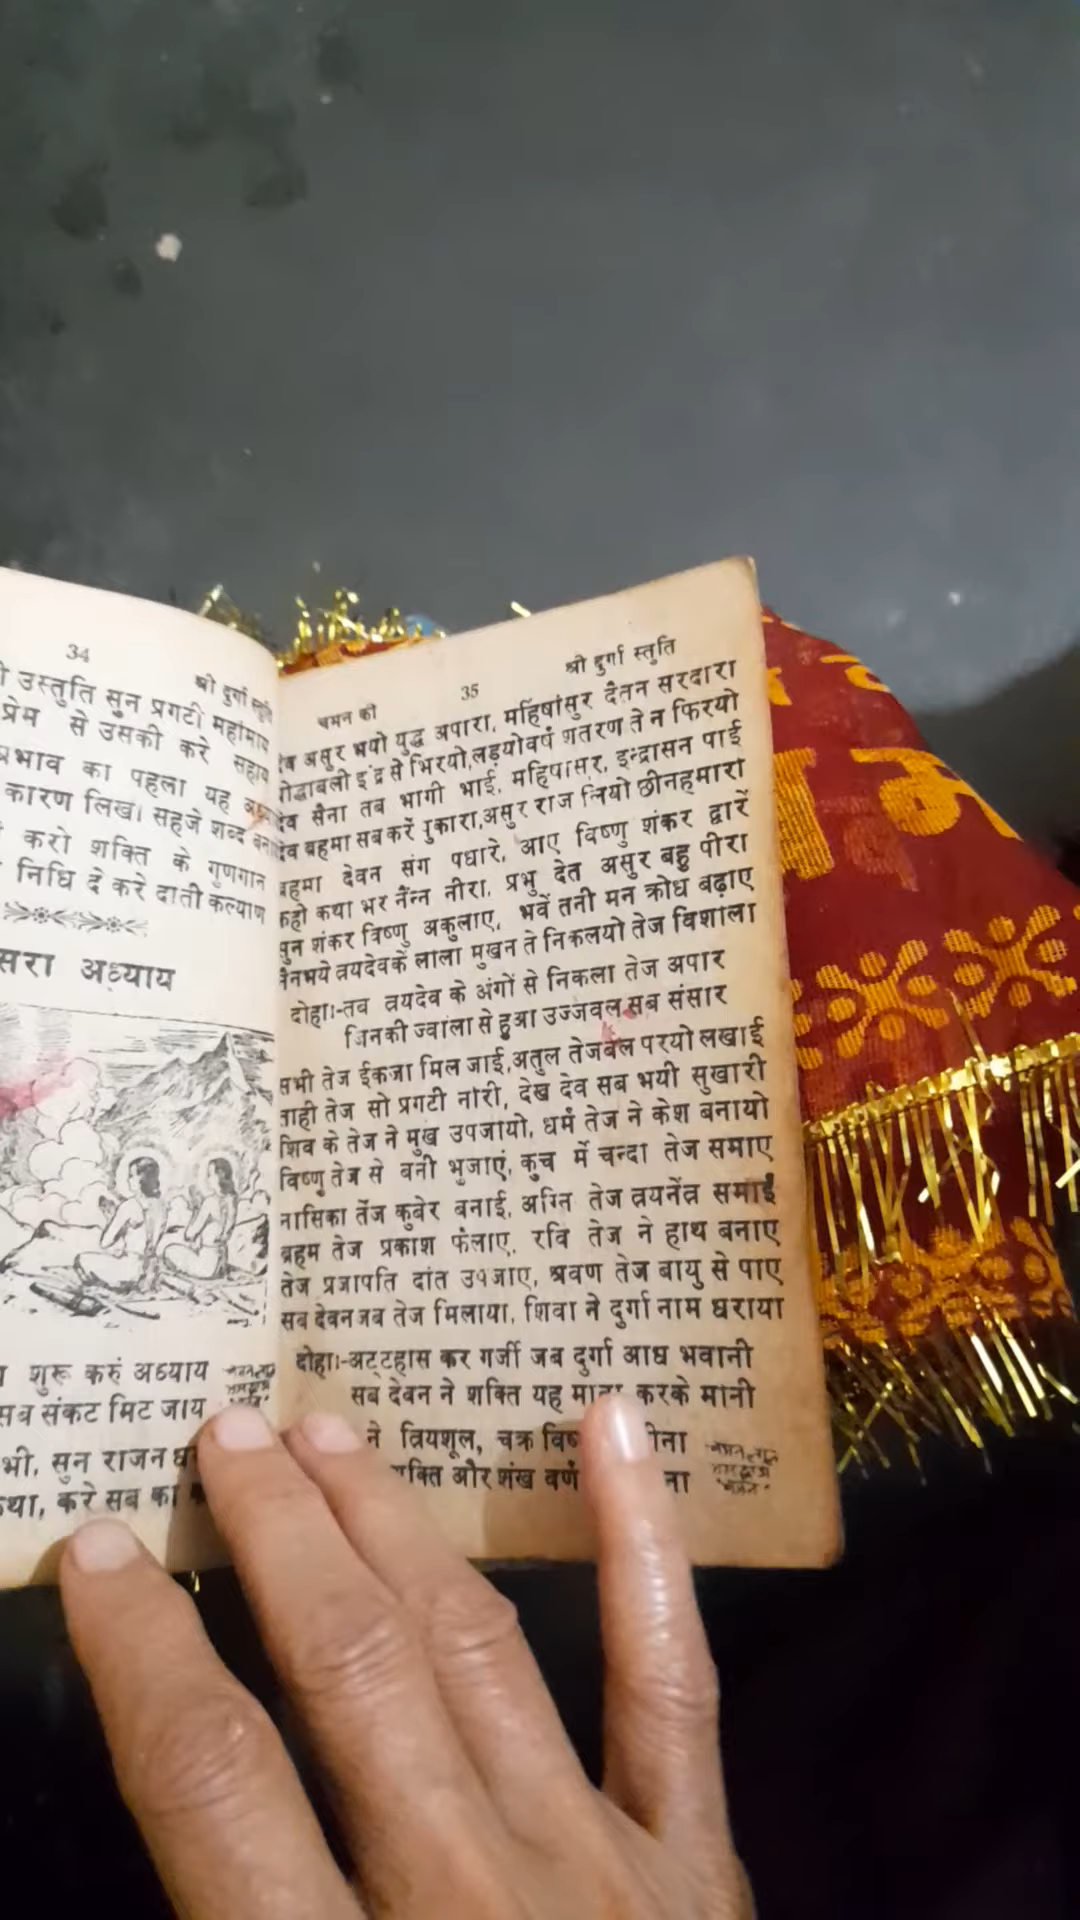 34
श्री दुर्गा स्तुति
उस्तुति सुन प्रगटी महांमाय
प्रेम से उसकी करे सहाय
प्रभाव का पहला यह
कारण लिखा सहजे शब्द
करो शक्ति के गुणगान
निधि दे करे दाती कल्याण
सरा अध्याय
शुरू करुं अध्याय
सब संकट मिट जाय
भी, सुन राजन
करे सब का
चमन की
35
श्री दुर्गा स्तुति
असुर भयो युद्ध अपारा, महिषांसुर दैतन सरदारा
इंद्र से भिरयो,लड़योवर्ष शतरण ते न फिरयो
देव सैना तब भागी भाई, महिषासर, इन्द्रासन पाई
देव ब्रहमा सब करें पुकारा,असुर राज लियो छीनहमारा
ब्रहमा देवन संग पधारे, आए विष्णु शंकर द्वारें
कहो कथा भर नैंन्न नीरा, प्रभु देत असुर बहु पीरा
सुन शंकर विष्णु अकुलाए, भवें तनी मन क्रोध बढ़ाए
नैनभये त्रयदेवकें लाला मुखन ते निकलयो तेज विशाला
दोहा:-तब त्रयदेव के अंगों से निकला तेज अपार
जिनकी ज्वाला से हुआ उज्जवल सब संसार
सभी तेज ईकजा मिल जाई,अतुल तेजबल परयो लखाई
ताही तेज सो प्रगटी नारी, देख देव सब भयी सुखारी
शिव के तेज ने मुख उपजायो, धर्म तेज ने केश बनायो
विष्णु तेज से बनी भुजाएं, कुच में चन्दा तेज समाए
नासिका तेंज कुबेर बनाई, अग्नि तेज त्रयनेंत्र समाई
ब्रहम तेज प्रकाश फैलाए, रवि तेज ने हाथ बनाए
तेज प्रजापति दांत उपजाए, श्रवण तेज बायु से पाए
सब देवनजब तेज मिलाया, शिवा ने दुर्गा नाम धराया
दोहा:-अट्टहास कर गर्जी जब दुर्गा आध भवानी
सब देवन ने शक्ति यह माता करके मानी
ने त्रियशूल, चक्र
और शंख